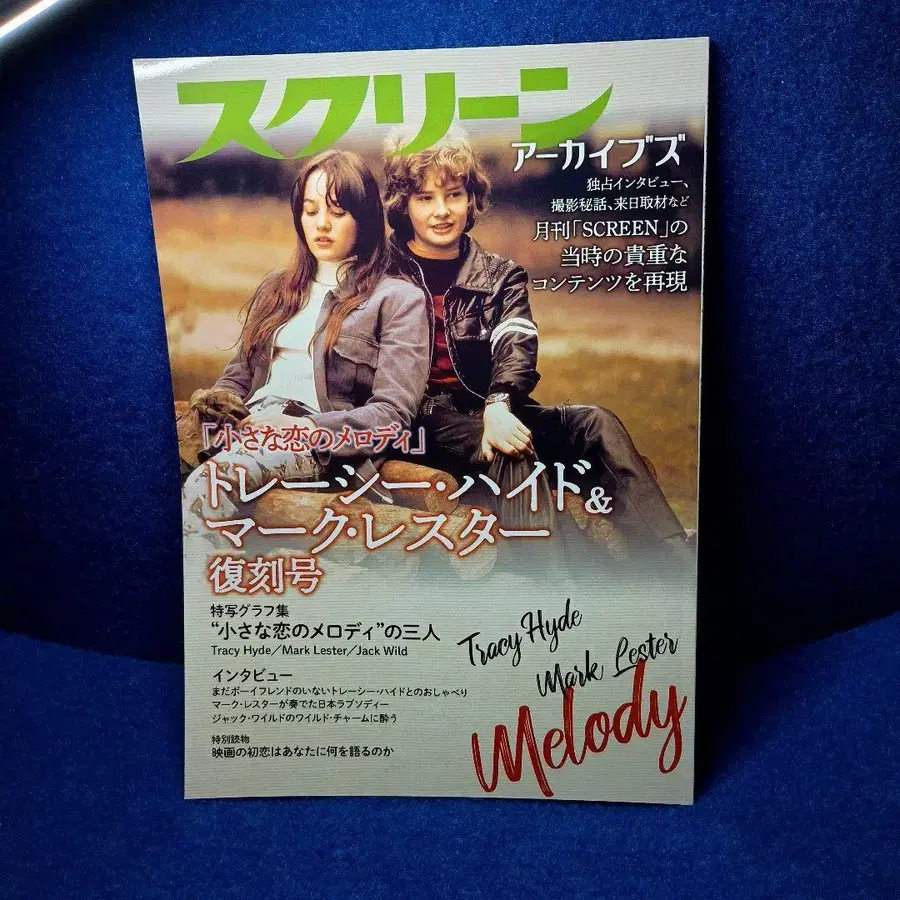 スクリーン
アーカイブズ
独占インタビュー、
撮影秘話、来日取材など
月刊「SCREEN」の
当時の貴重な
コンテンツを再現
「小さな恋のメロディ」
トレーシー・ハイド&
マーク・レスター
復刻号
特写グラフ集
“小さな恋のメロディ”の三人
Tracy Hyde／Mark Lester／Jack Wild
インタビュー
まだボーイフレンドのいないトレーシー・ハイドとのおしゃべり
マーク・レスターが奏でた日本ラプソディー
ジャック・ワイルドのワイルド・チャームに酔う
特別読物
映画の初恋はあなたに何を語るのか
Tracy Hyde
Mark Lester
Melody